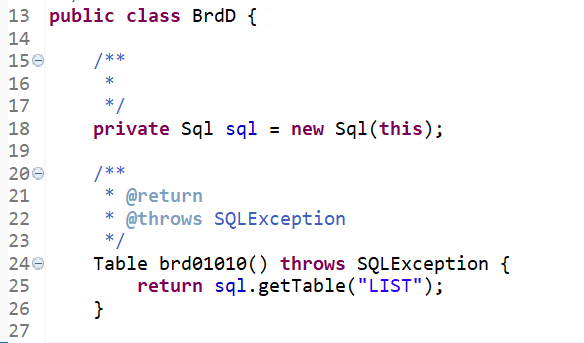 13 public class BrdD {
14
15 /**
16 *
17 */
18 private Sql sql = new Sql(this);
19
20 /**
21 * @return
22 * @throws SQLException
23 */
24 Table brd01010() throws SQLException {
25 return sql.getTable("LIST");
26 }
27